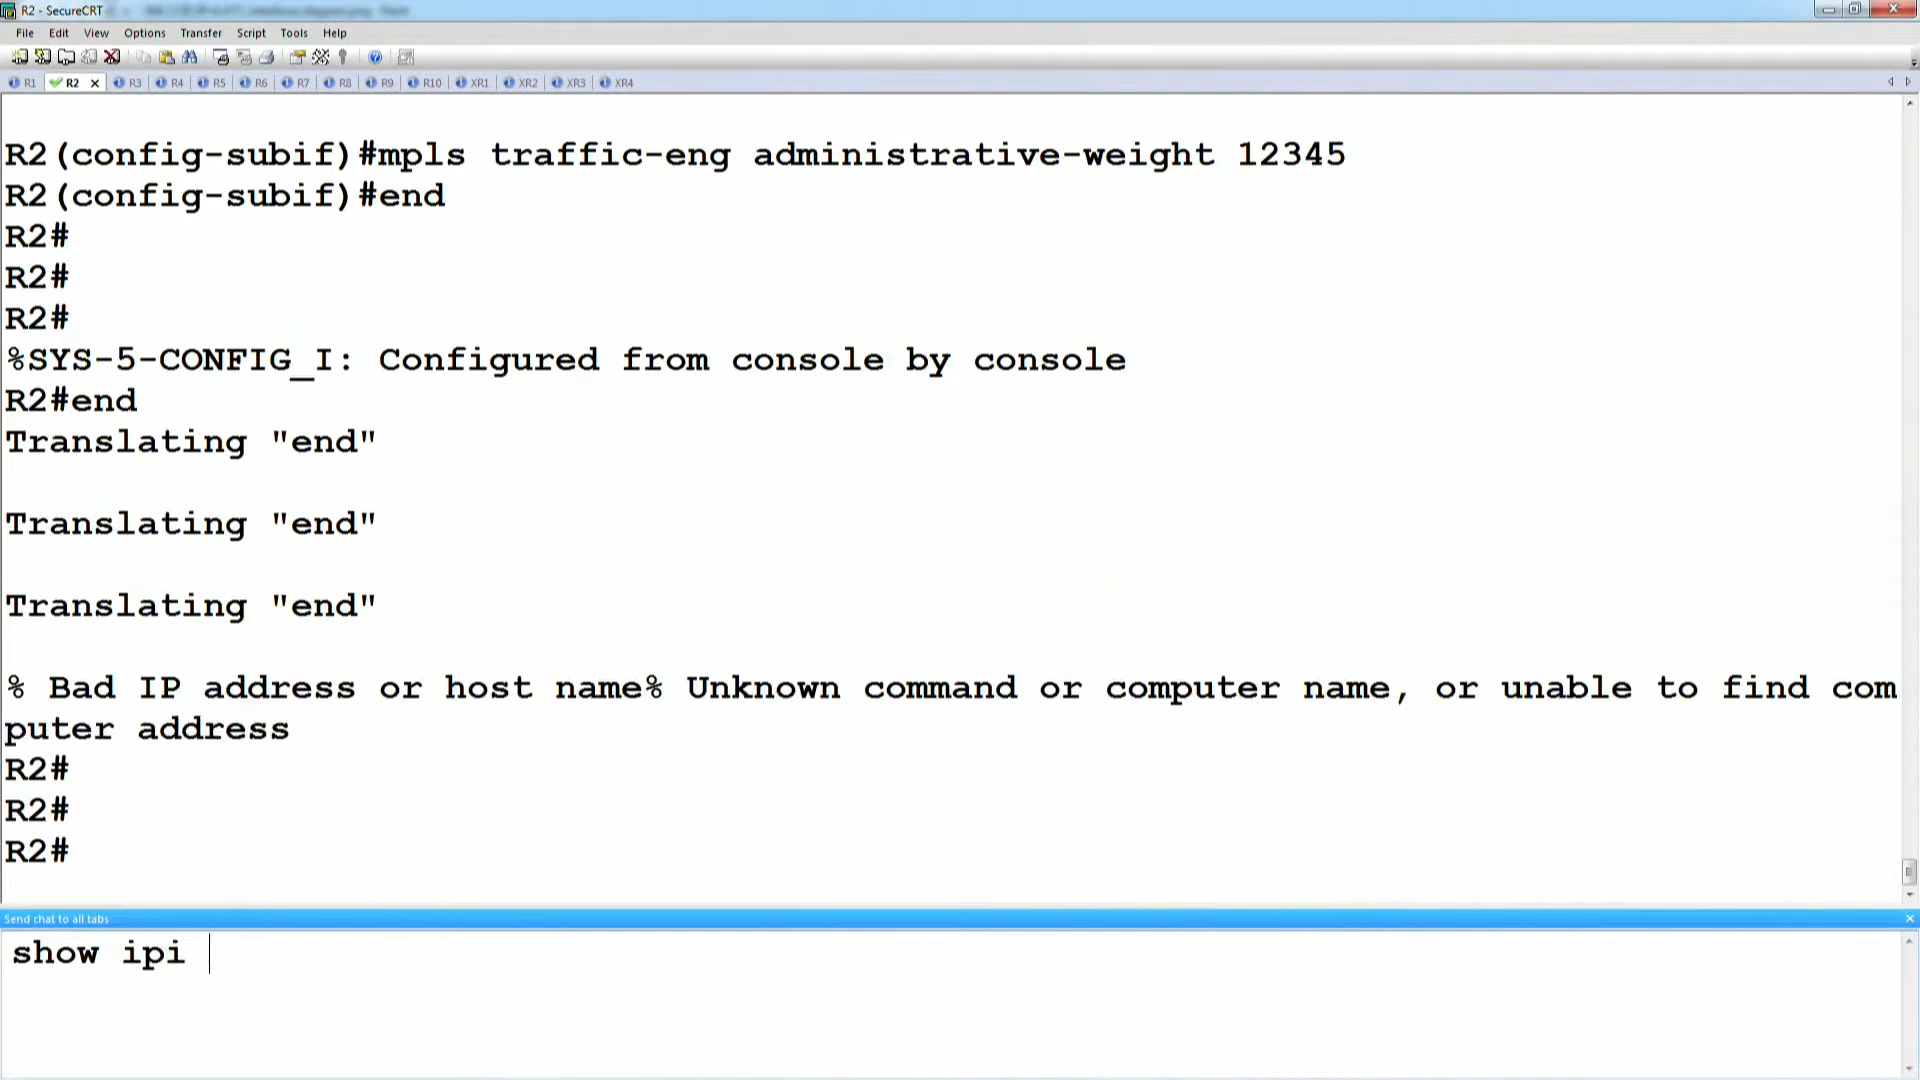 R2 - SecureCRT
File Edit View Options Transfer Script Tools Help
R1 R2 R3 R4 R5 R6 R7 R8 R9 R10 XR1 XR2 XR3 XR4
R2(config-subif)#mpls traffic-eng administrative-weight 12345
R2(config-subif)#end
R2#
R2#
R2#
%SYS-5-CONFIG_I: Configured from console by console
R2#end
Translating "end"
Translating "end"
Translating "end"
% Bad IP address or host name% Unknown command or computer name, or unable to find com
puter address
R2#
R2#
R2#
Send chat to all tabs
show ipi